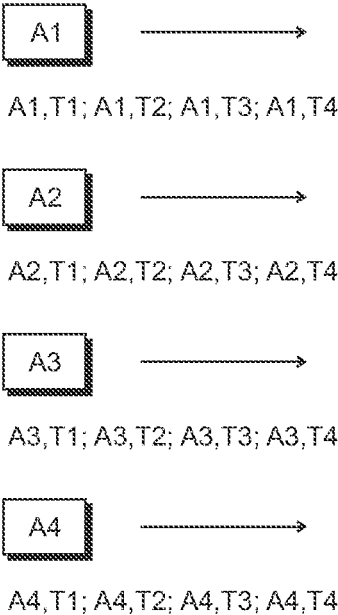 A1
A1,T1; A1,T2; A1,T3; A1,T4
A2
A2,T1; A2,T2; A2,T3; A2,T4
A3
A3,T1; A3,T2; A3,T3; A3,T4
A4
A4,T1; A4,T2; A4,T3; A4,T4